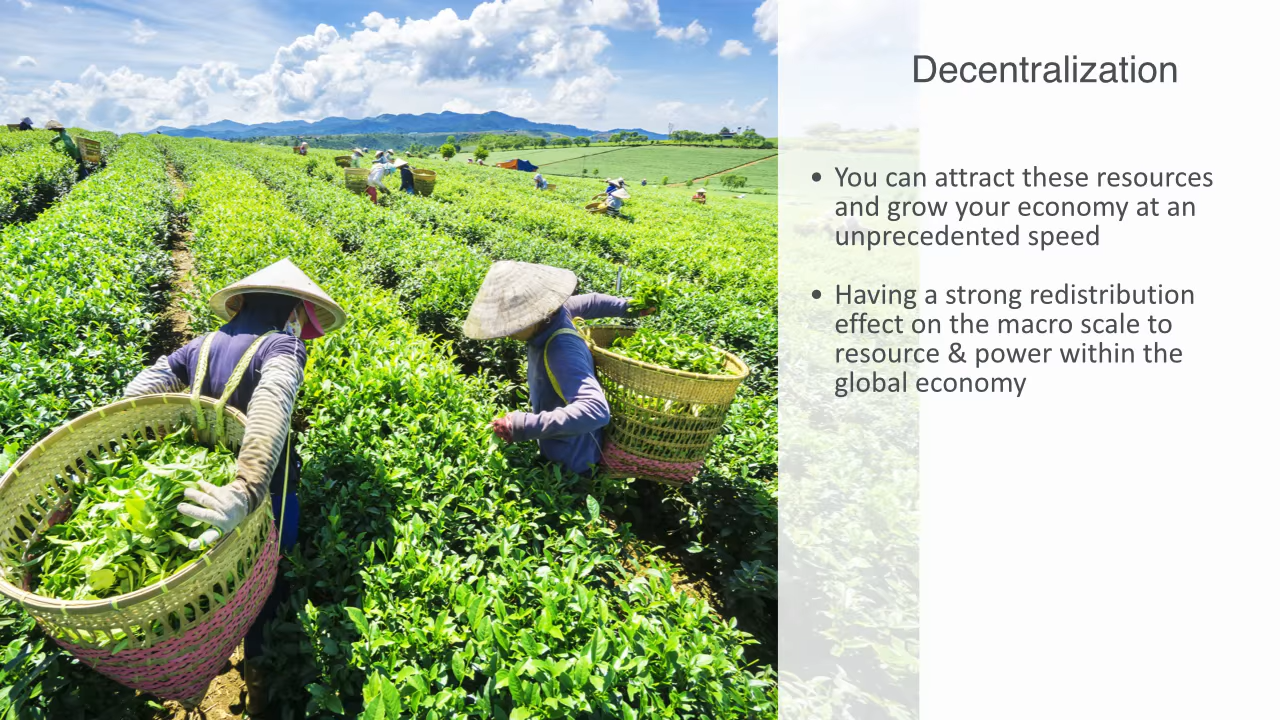 Decentralization
• You can attract these resources
and grow your economy at an
unprecedented speed
• Having a strong redistribution
effect on the macro scale to
resource & power within the
global economy